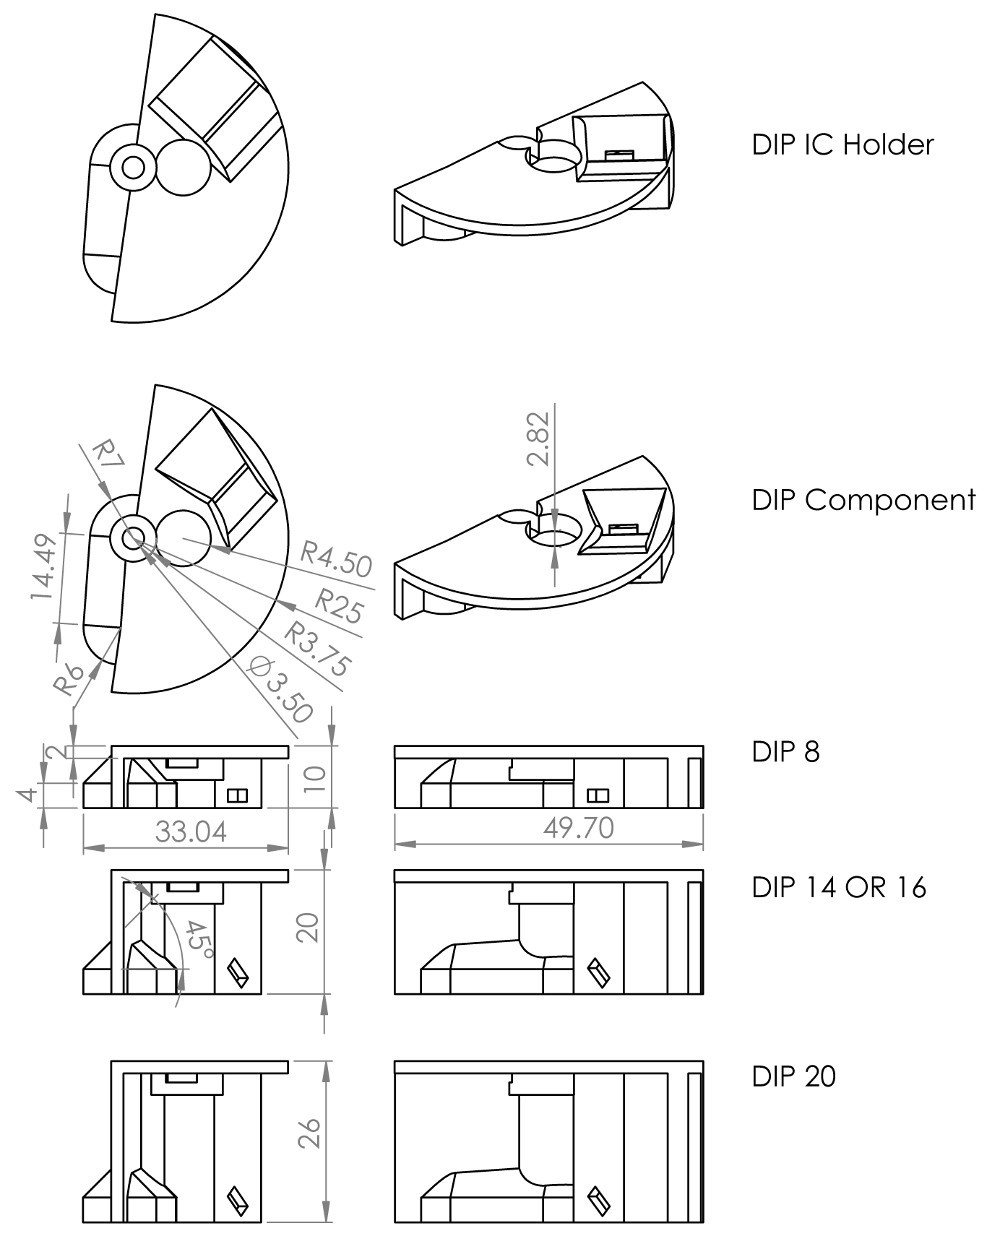 DIP IC Holder
R7
2.82
DIP Component
14.49
R4.50
R25
R3.75
R6
Ø3.50
2
10
DIP 8
4
33.04
49.70
DIP 14 OR 16
20
45°
DIP 20
26